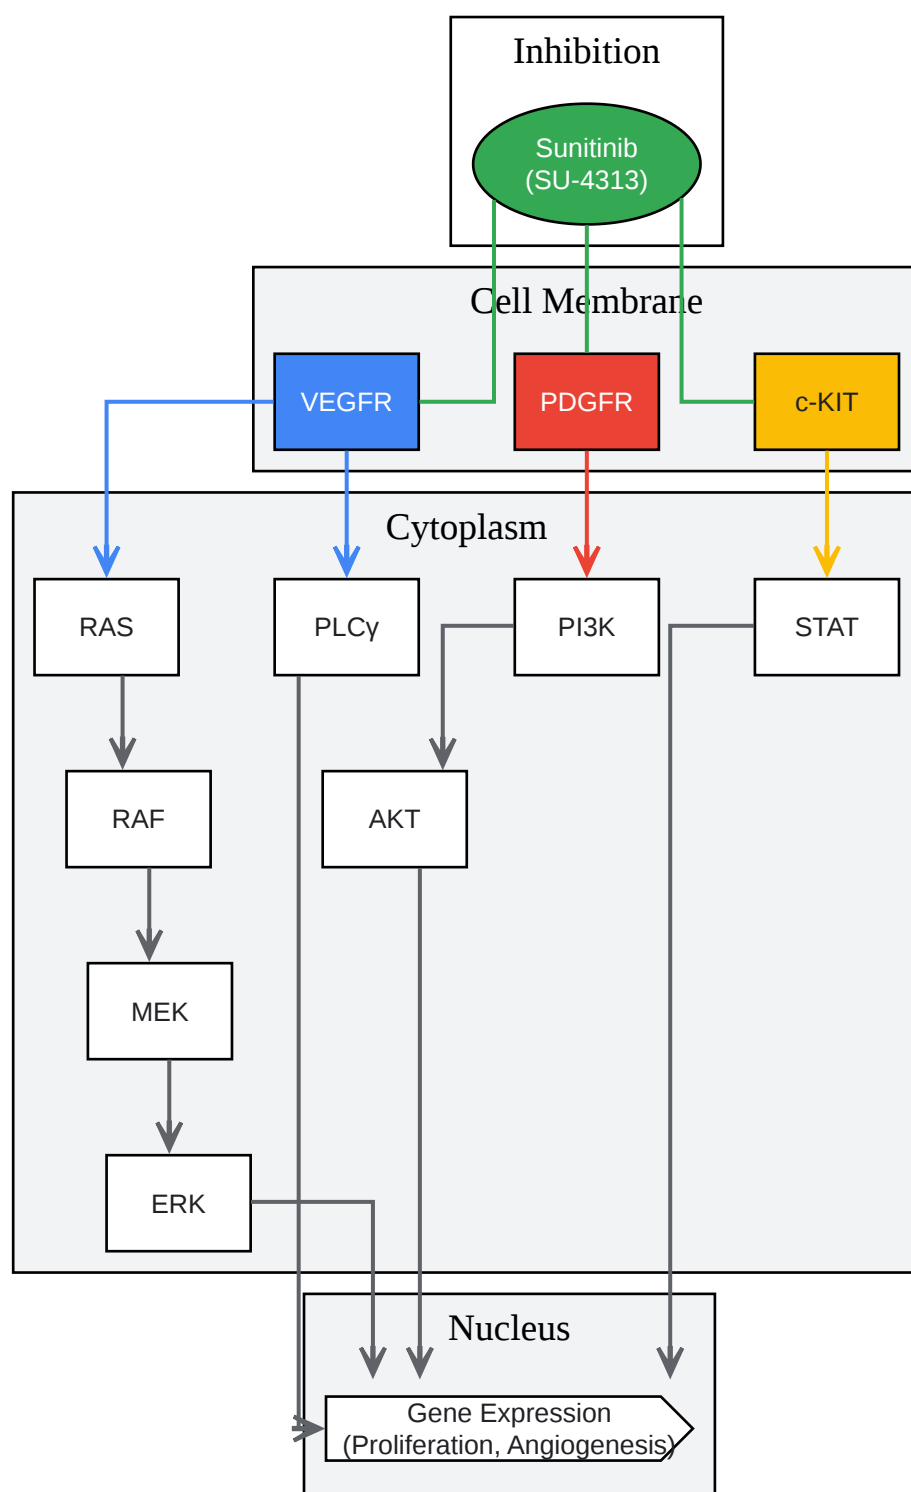 Inhibition
Sunitinib
(SU-4313)
Cell Membrane
VEGFR
PDGFR
c-KIT
Cytoplasm
RAS
PLCγ
PI3K
STAT
RAF
AKT
MEK
ERK
Nucleus
Gene Expression
(Proliferation, Angiogenesis)